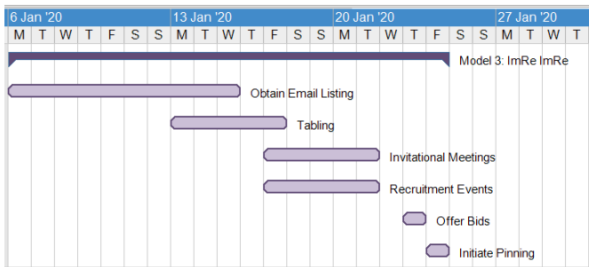 6 Jan '20 13 Jan '20 20 Jan '20 27 Jan '20
M T W T F S S M T W T F S S M T W T F S S M T W T
Model 3: ImRe ImRe
Obtain Email Listing
Tabling
Invitational Meetings
Recruitment Events
Offer Bids
Initiate Pinning